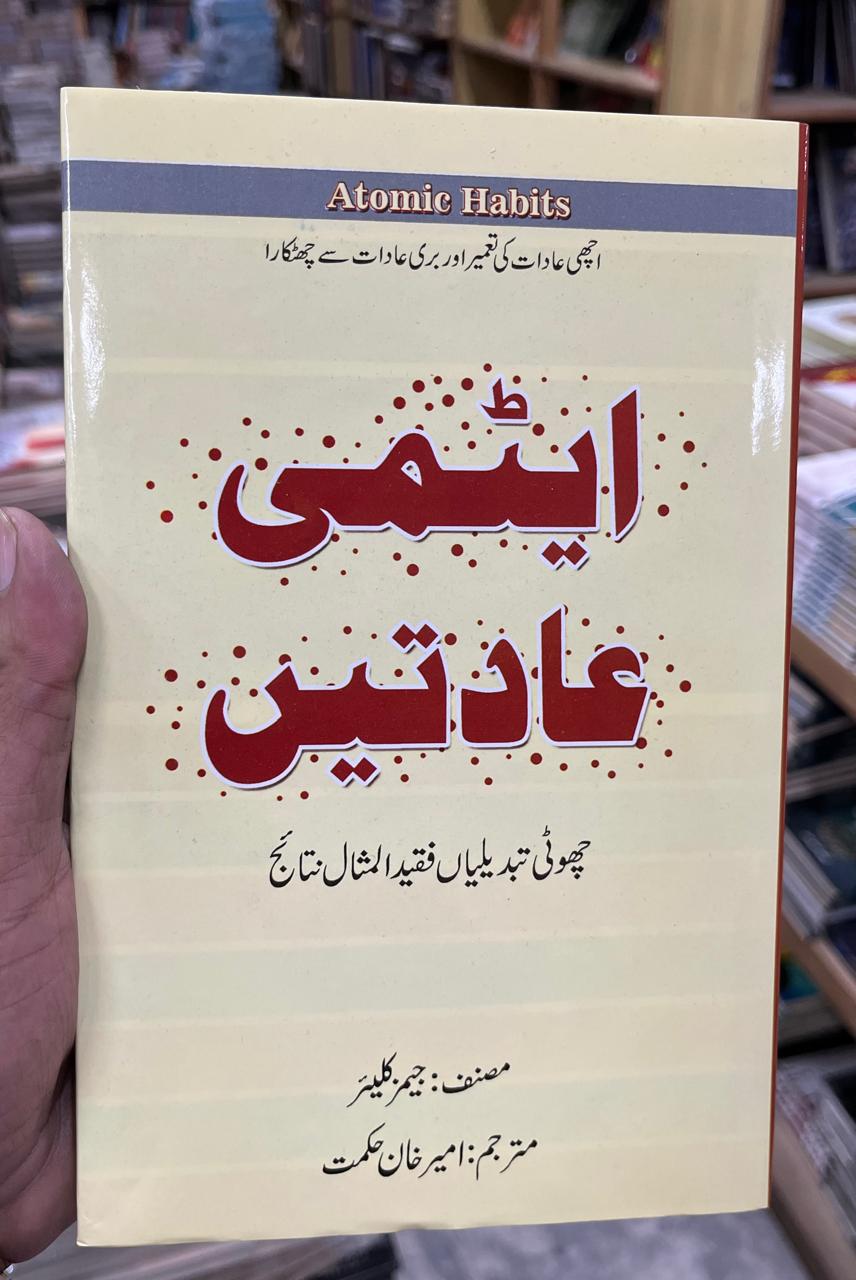 Atomic Habits
اچھی عادات کی تعمیر اور بری عادات سے چھٹکارا
ایٹمی
عادتیں
چھوٹی تبدیلیاں فقید المثال نتائج
مصنف: جیمز کلیئر
مترجم: امیر خان حکمت